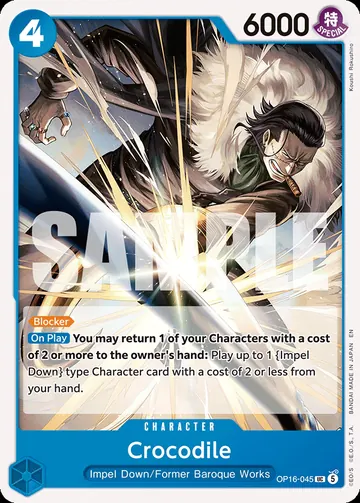 4
6000
特
SPECIAL
Koushi Rokushiro
SAMPLE
Blocker
On Play You may return 1 of your Characters with a cost
of 2 or more to the owner's hand: Play up to 1 {Impel
Down} type Character card with a cost of 2 or less from
your hand.
CHARACTER
Crocodile
Impel Down/Former Baroque Works
OP16-045 UC 5
©E.O./S. ©E.O./S., T.A. BANDAI MADE IN JAPAN EN